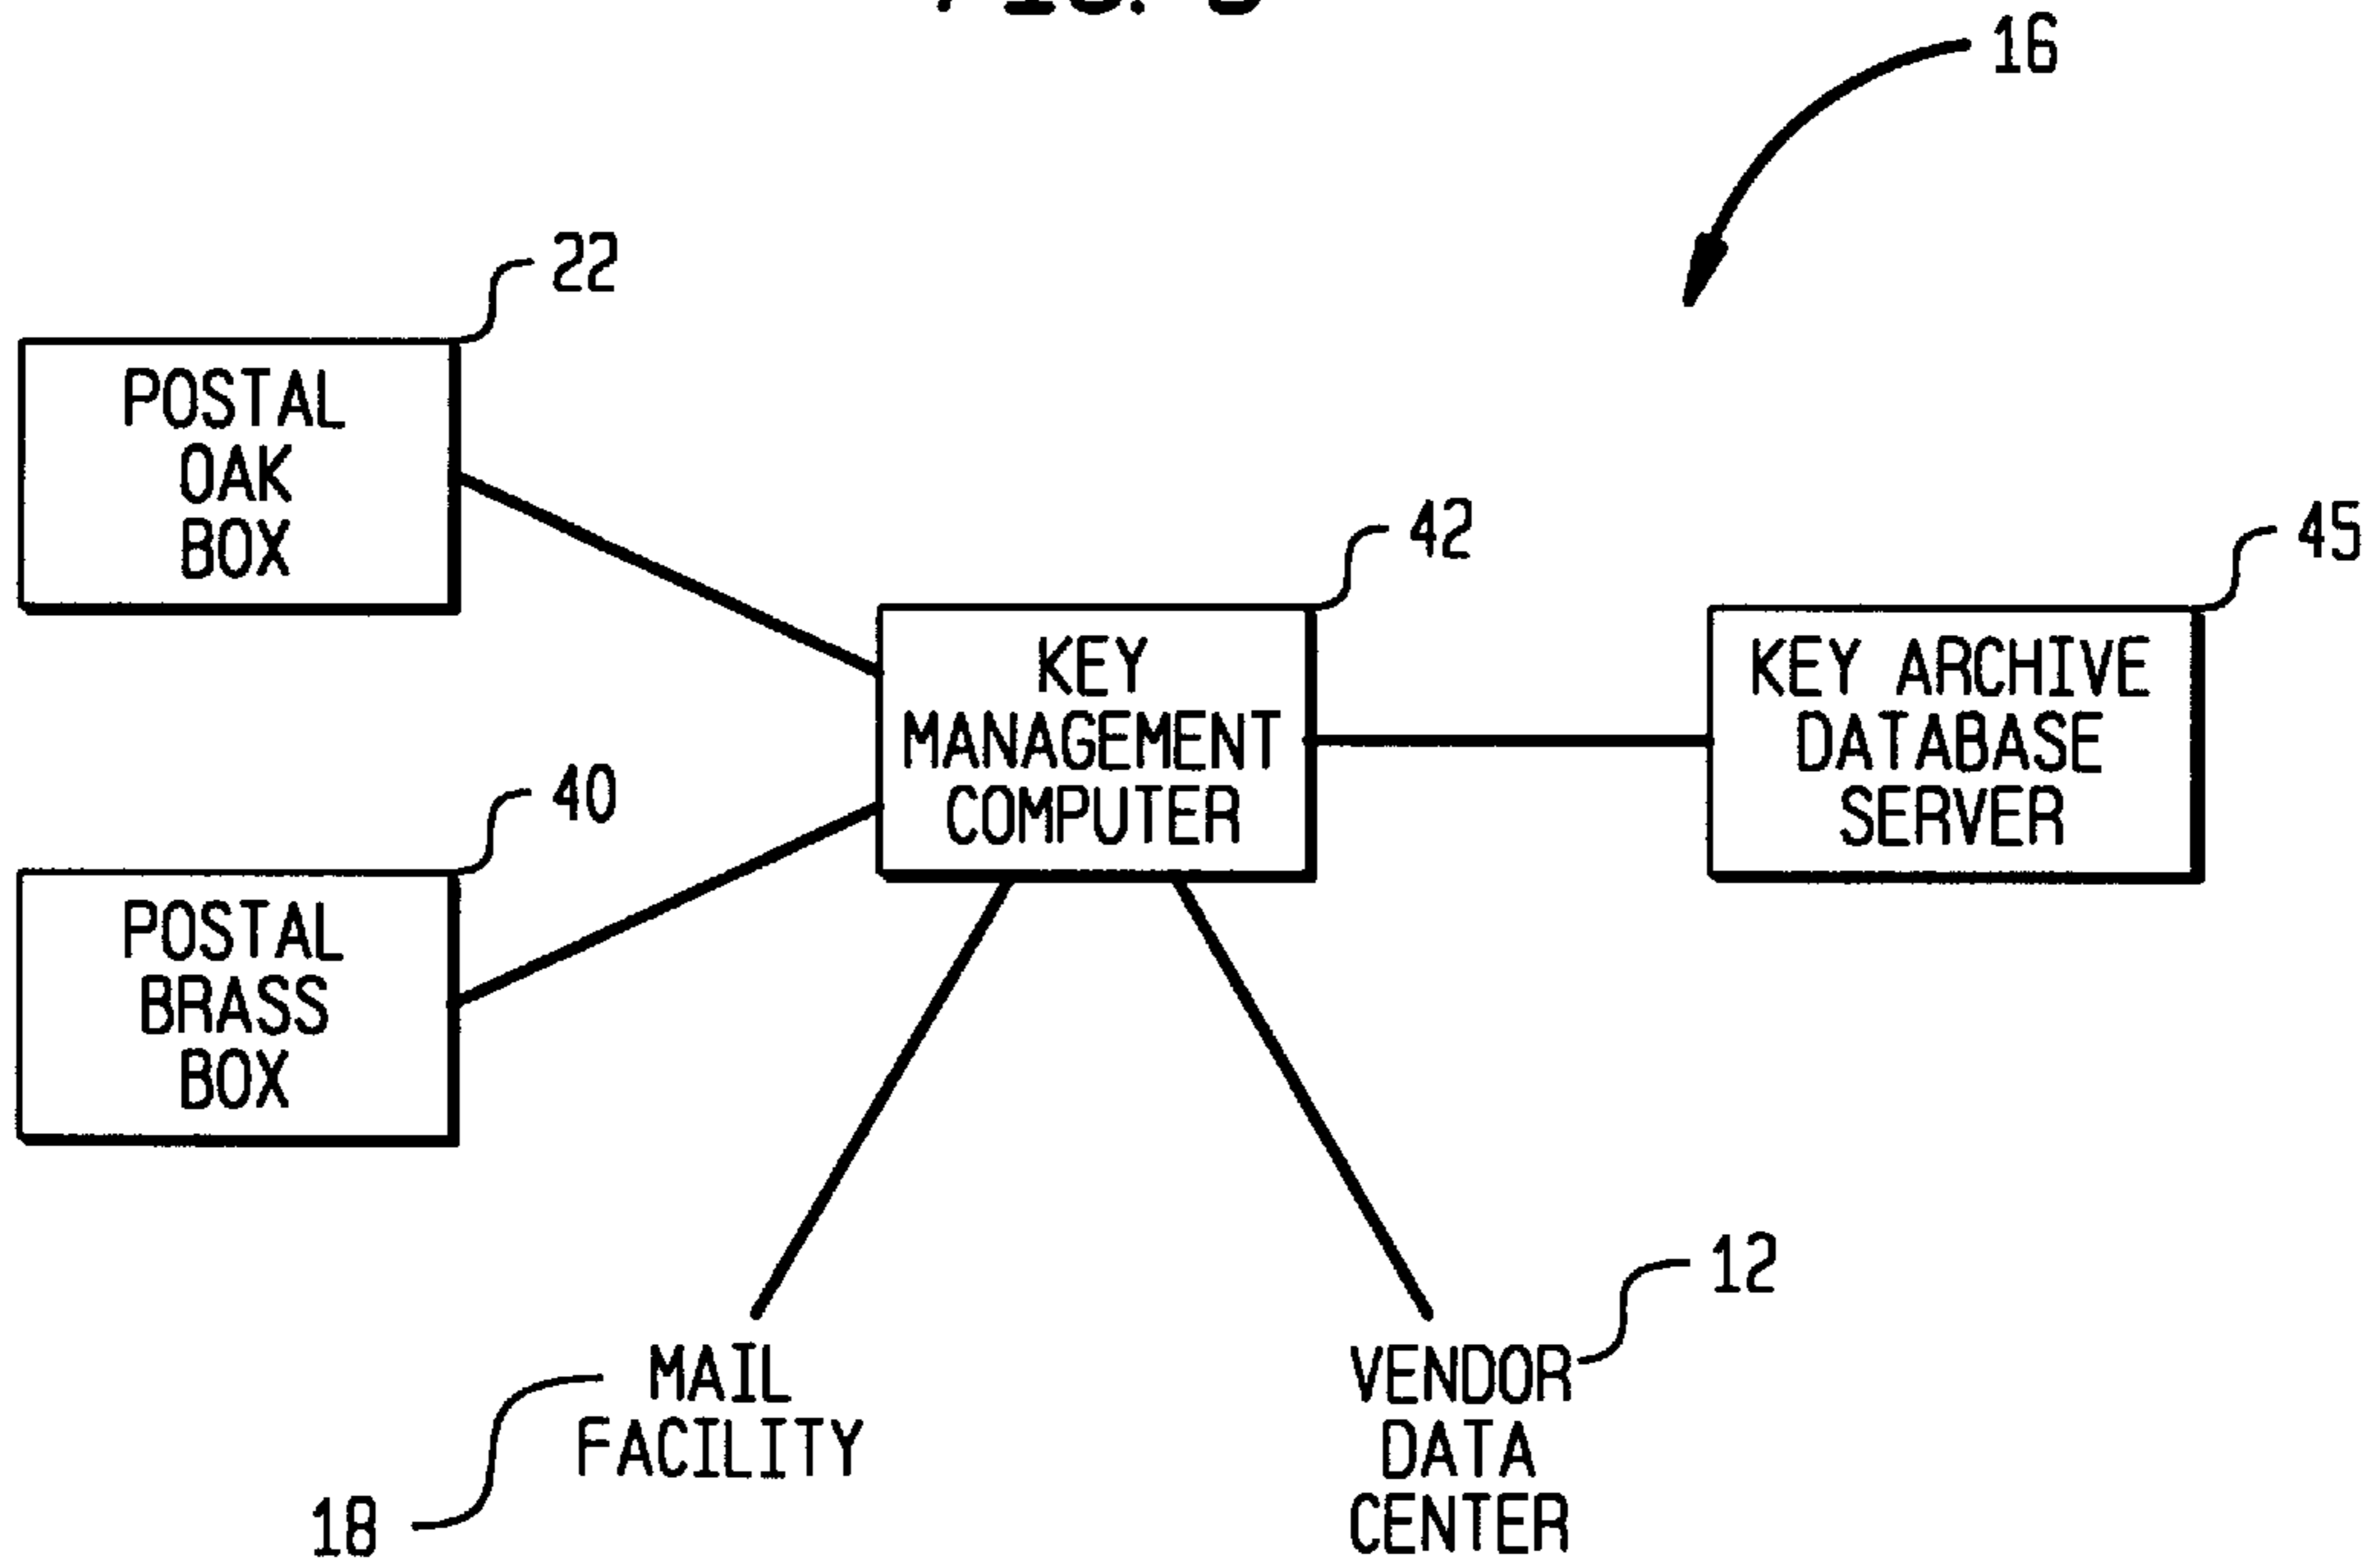 16
22
POSTAL
OAK
BOX
42
45
KEY
MANAGEMENT
COMPUTER
KEY ARCHIVE
DATABASE
SERVER
40
POSTAL
BRASS
BOX
12
MAIL
FACILITY
18
VENDOR
DATA
CENTER